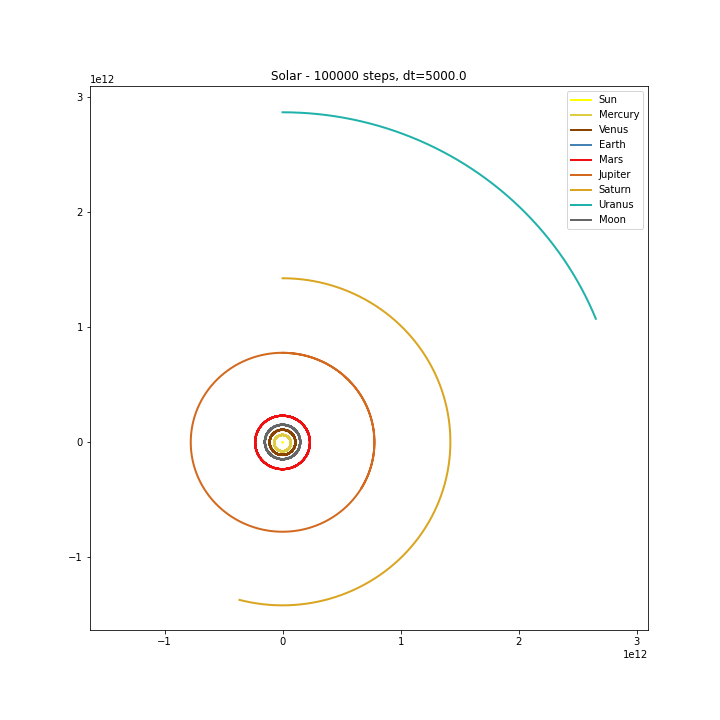 Solar - 100000 steps, dt=5000.0
1e12
3
2
1
0
−1
−1
0
1
2
3
1e12
Sun
Mercury
Venus
Earth
Mars
Jupiter
Saturn
Uranus
Moon